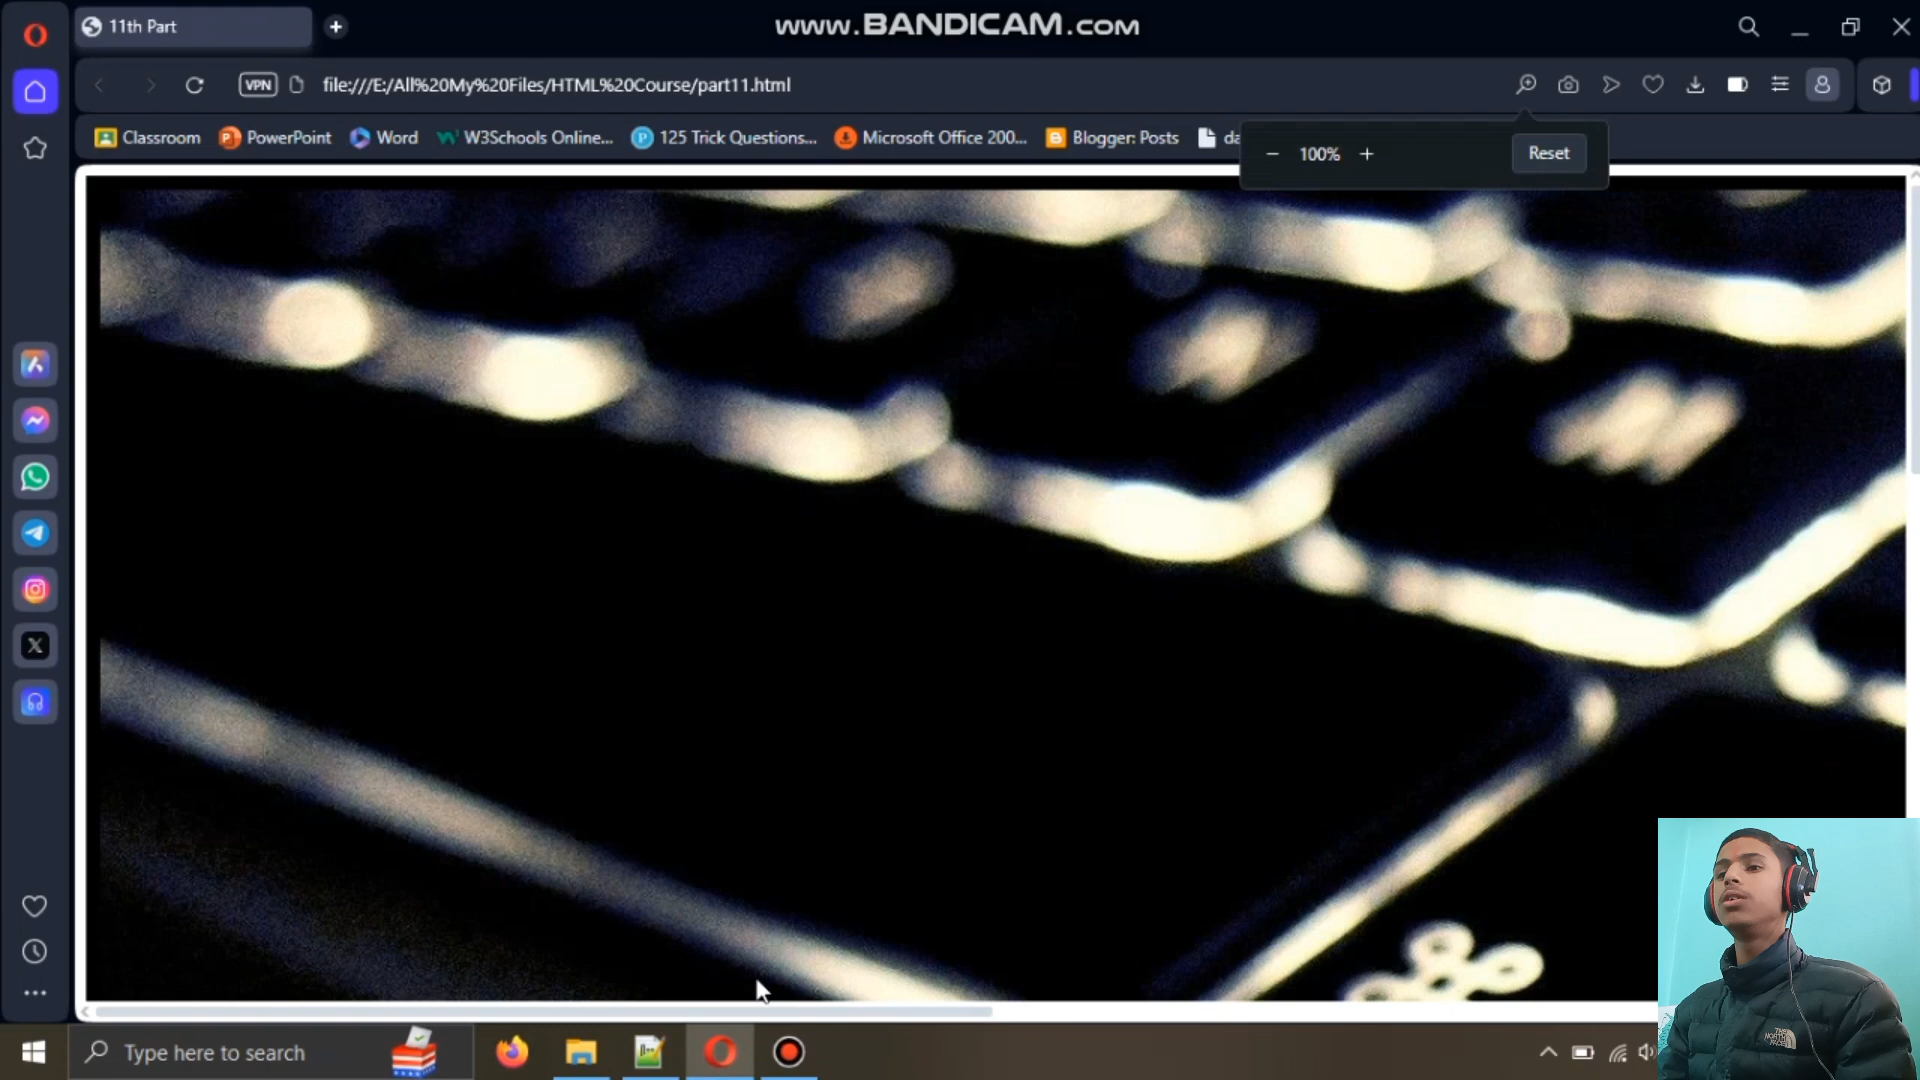 11th Part
www.BANDICAM.com
VPN
file:///E:/All%20My%20Files/HTML%20Course/part11.html
Classroom
PowerPoint
Word
W3Schools Online...
125 Trick Questions...
Microsoft Office 200...
Blogger: Posts
da
100%
Reset
Type here to search